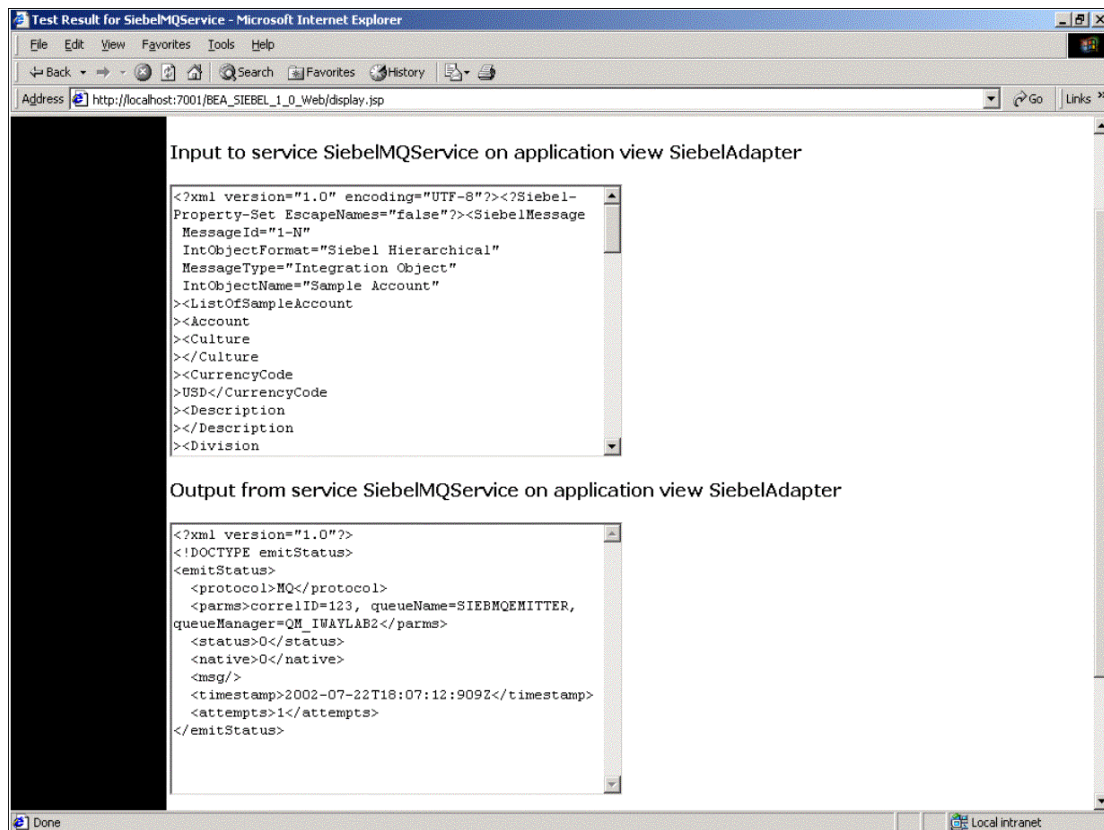 Test Result for SiebelMQService - Microsoft Internet Explorer
File Edit View Favorites Tools Help
Back Search Favorites History
Address http://localhost:7001/BEA_SIEBEL_1_0_Web/display.jsp Go Links »
Input to service SiebelMQService on application view SiebelAdapter
<?xml version="1.0" encoding="UTF-8"?><?Siebel-
Property-Set EscapeNames="false"?><SiebelMessage
MessageId="1-N"
IntObjectFormat="Siebel Hierarchical"
MessageType="Integration Object"
IntObjectName="Sample Account"
><ListOfSampleAccount
><Account
><Culture
></Culture
><CurrencyCode
>USD</CurrencyCode
><Description
></Description
><Division
Output from service SiebelMQService on application view SiebelAdapter
<?xml version="1.0"?>
<!DOCTYPE emitStatus>
<emitStatus>
<protocol>MQ</protocol>
<parms>correlID=123, queueName=SIEBMQEMITTER,
queueManager=QM_IWAYLAB2</parms>
<status>0</status>
<native>0</native>
<msg/>
<timestamp>2002-07-22T18:07:12:909Z</timestamp>
<attempts>1</attempts>
</emitStatus>
Done Local intranet